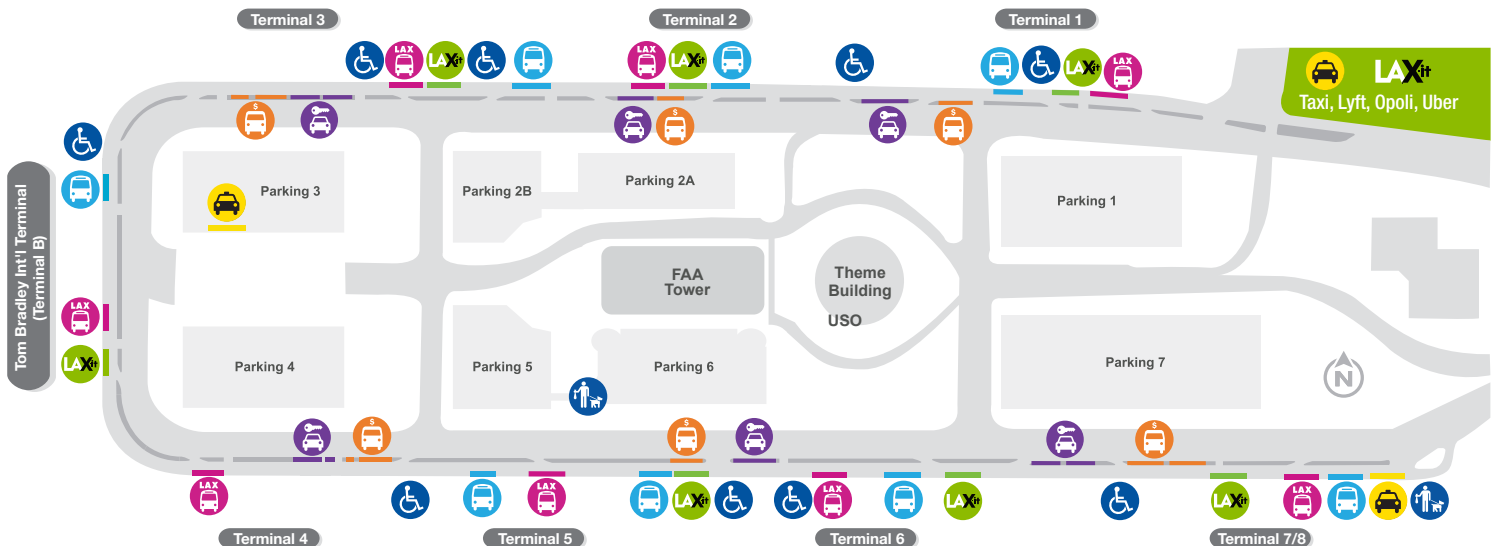 Terminal 3
Terminal 2
Terminal 1
LAX
LAXit
LAX
LAXit
LAXit
LAX
LAXit
Taxi, Lyft, Opoli, Uber
$
$
$
Tom Bradley Int'l Terminal
(Terminal B)
Parking 3
Parking 2B
Parking 2A
Parking 1
FAA
Tower
Theme
Building
USO
LAX
LAXit
Parking 4
Parking 5
Parking 6
Parking 7
N
$
$
$
LAX
LAX
LAXit
LAX
LAXit
LAXit
LAX
Terminal 4
Terminal 5
Terminal 6
Terminal 7/8